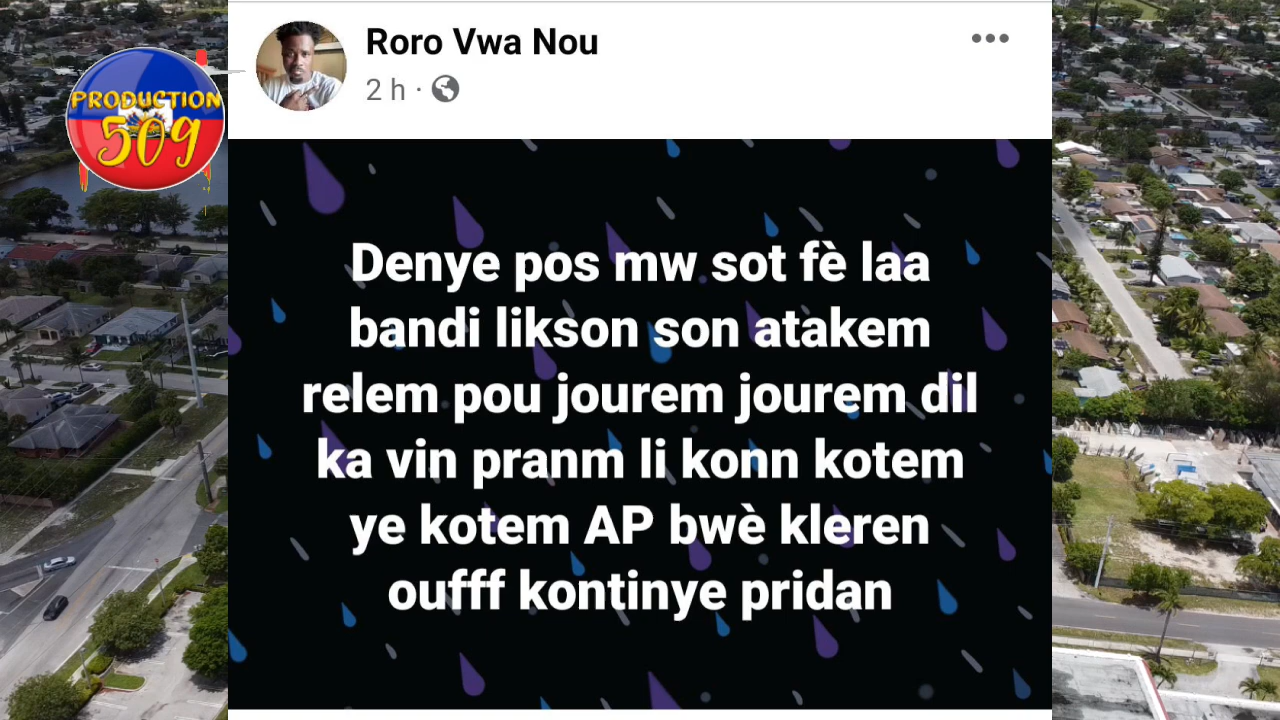 PRODUCTION
509
Roro Vwa Nou
2 h ·
Denye pos mw sot fè laa
bandi likson son atakem
relem pou jourem jourem dil
ka vin pranm li konn kotem
ye kotem AP bwè kleren
oufff kontinye pridan